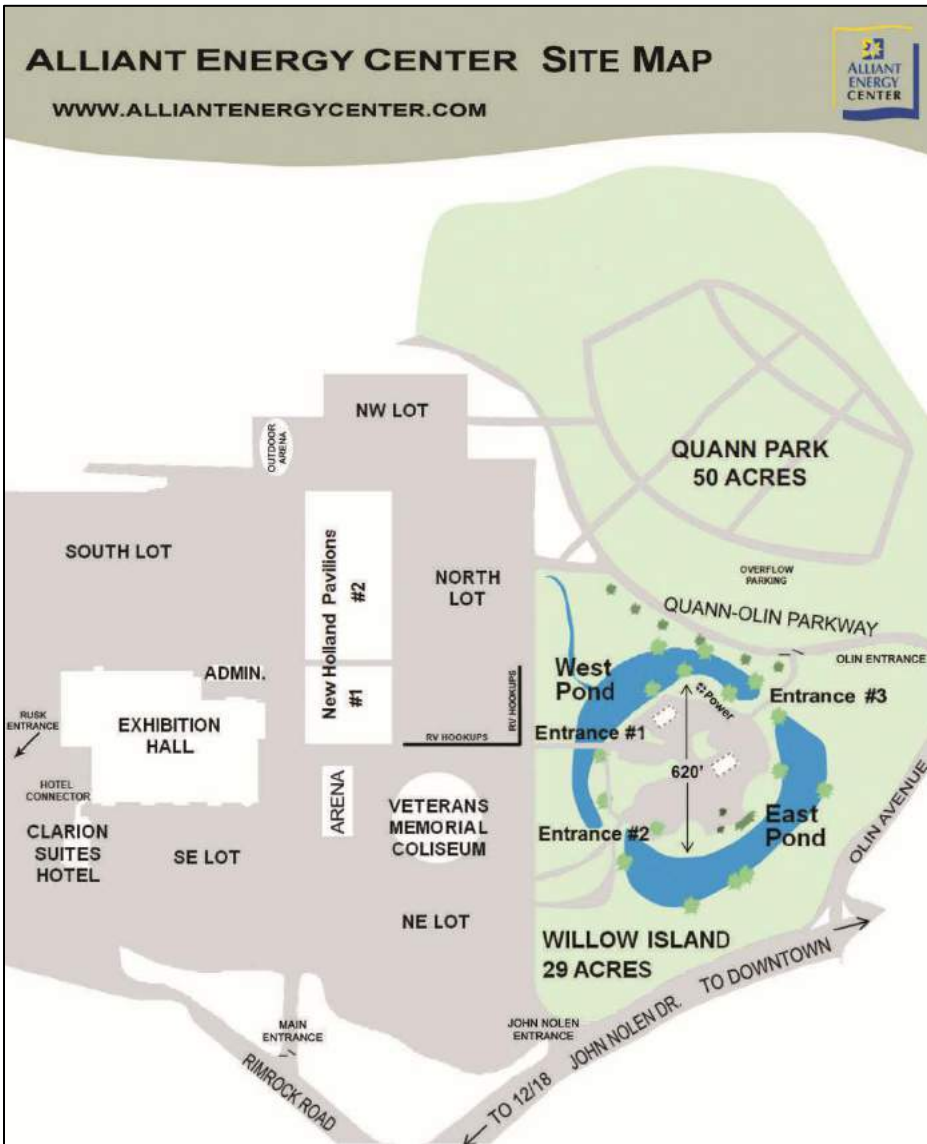 ALLIANT ENERGY CENTER SITE MAP
WWW.ALLIANTENERGYCENTER.COM
ALLIANT
ENERGY
CENTER
NW LOT
OUTDOOR
ARENA
QUANN PARK
50 ACRES
SOUTH LOT
New Holland Pavilions
#2
#1
NORTH
LOT
OVERFLOW
PARKING
QUANN-OLIN PARKWAY
OLIN ENTRANCE
ADMIN.
West
Pond
Power
Entrance #3
RUSK
ENTRANCE
EXHIBITION
HALL
RV HOOKUPS
RV HOOKUPS
Entrance #1
620'
HOTEL
CONNECTOR
ARENA
VETERANS
MEMORIAL
COLISEUM
Entrance #2
East
Pond
OLIN AVENUE
CLARION
SUITES
HOTEL
SE LOT
NE LOT
WILLOW ISLAND
29 ACRES
MAIN
ENTRANCE
JOHN NOLEN
ENTRANCE
RIMROCK ROAD
TO 12/18 JOHN NOLEN DR. TO DOWNTOWN